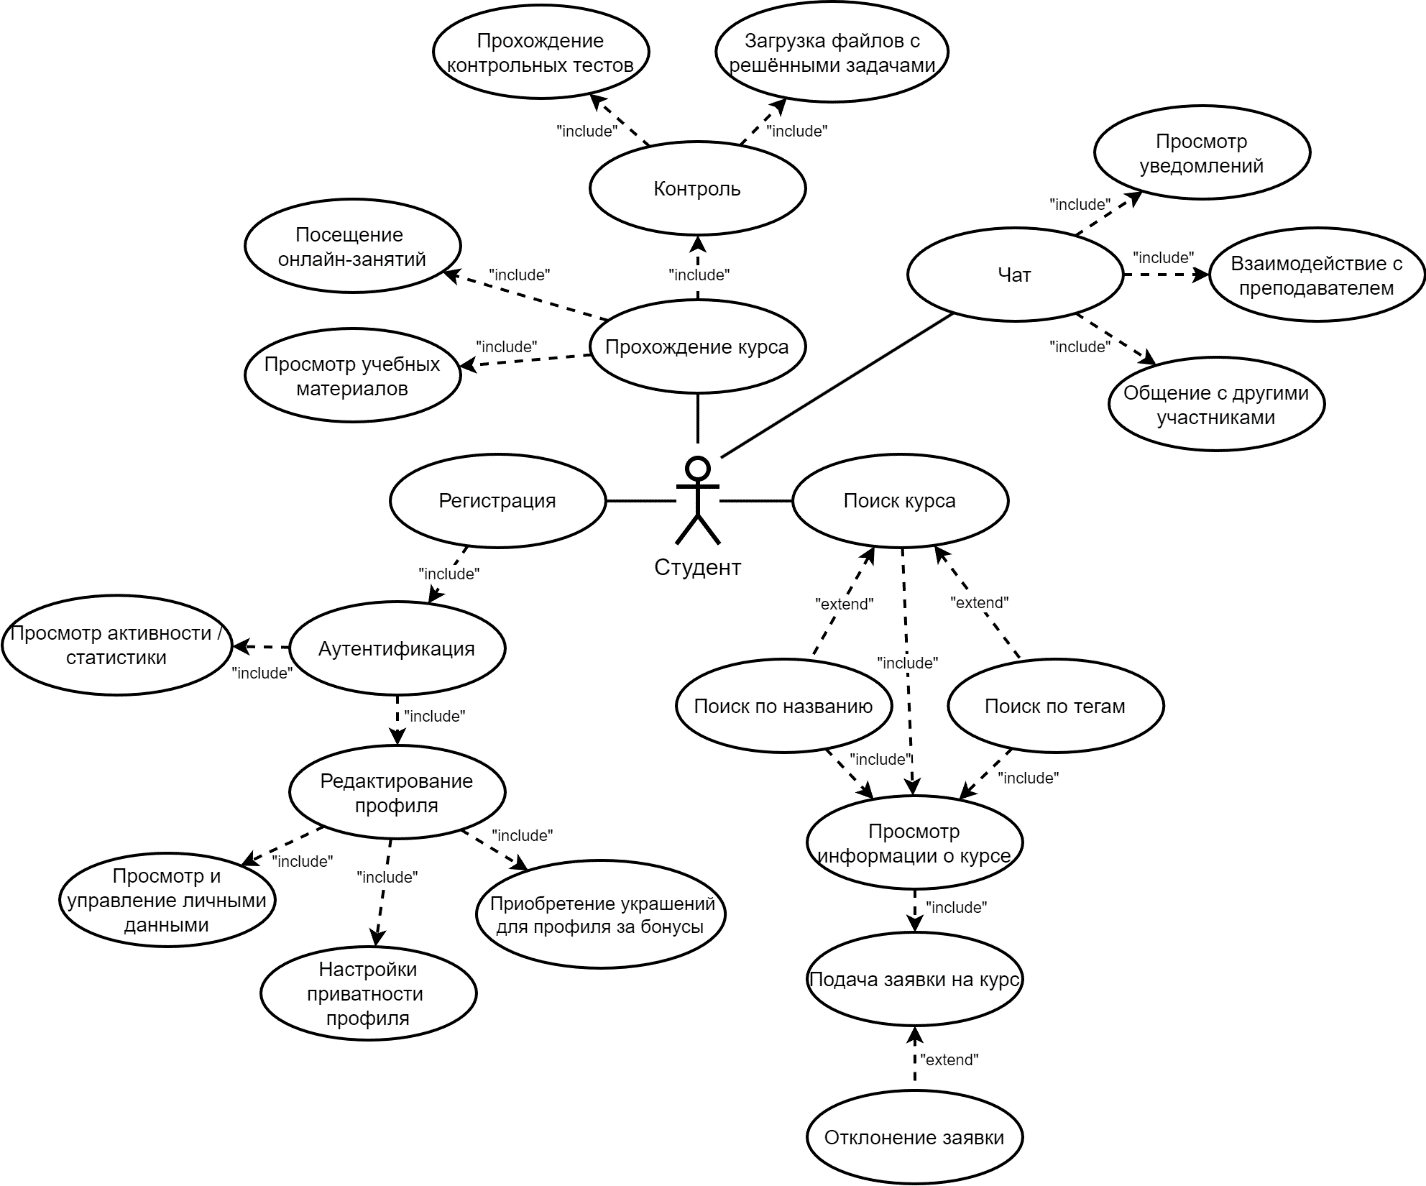 Прохождение
контрольных тестов
Загрузка файлов с
решёнными задачами
"include"
"include"
Просмотр
уведомлений
Контроль
"include"
Посещение
онлайн-занятий
"include"
"include"
Чат
"include"
Взаимодействие с
преподавателем
Прохождение курса
"include"
"include"
Просмотр учебных
материалов
Общение с другими
участниками
Регистрация
Поиск курса
Студент
"include"
"extend"
"extend"
Просмотр активности /
статистики
Аутентификация
"include"
"include"
"include"
Поиск по названию
Поиск по тегам
"include"
"include"
Редактирование
профиля
"include"
"include"
"include"
Просмотр
информации о курсе
Просмотр и
управление личными
данными
Приобретение украшений
для профиля за бонусы
"include"
Настройки
приватности
профиля
Подача заявки на курс
"extend"
Отклонение заявки